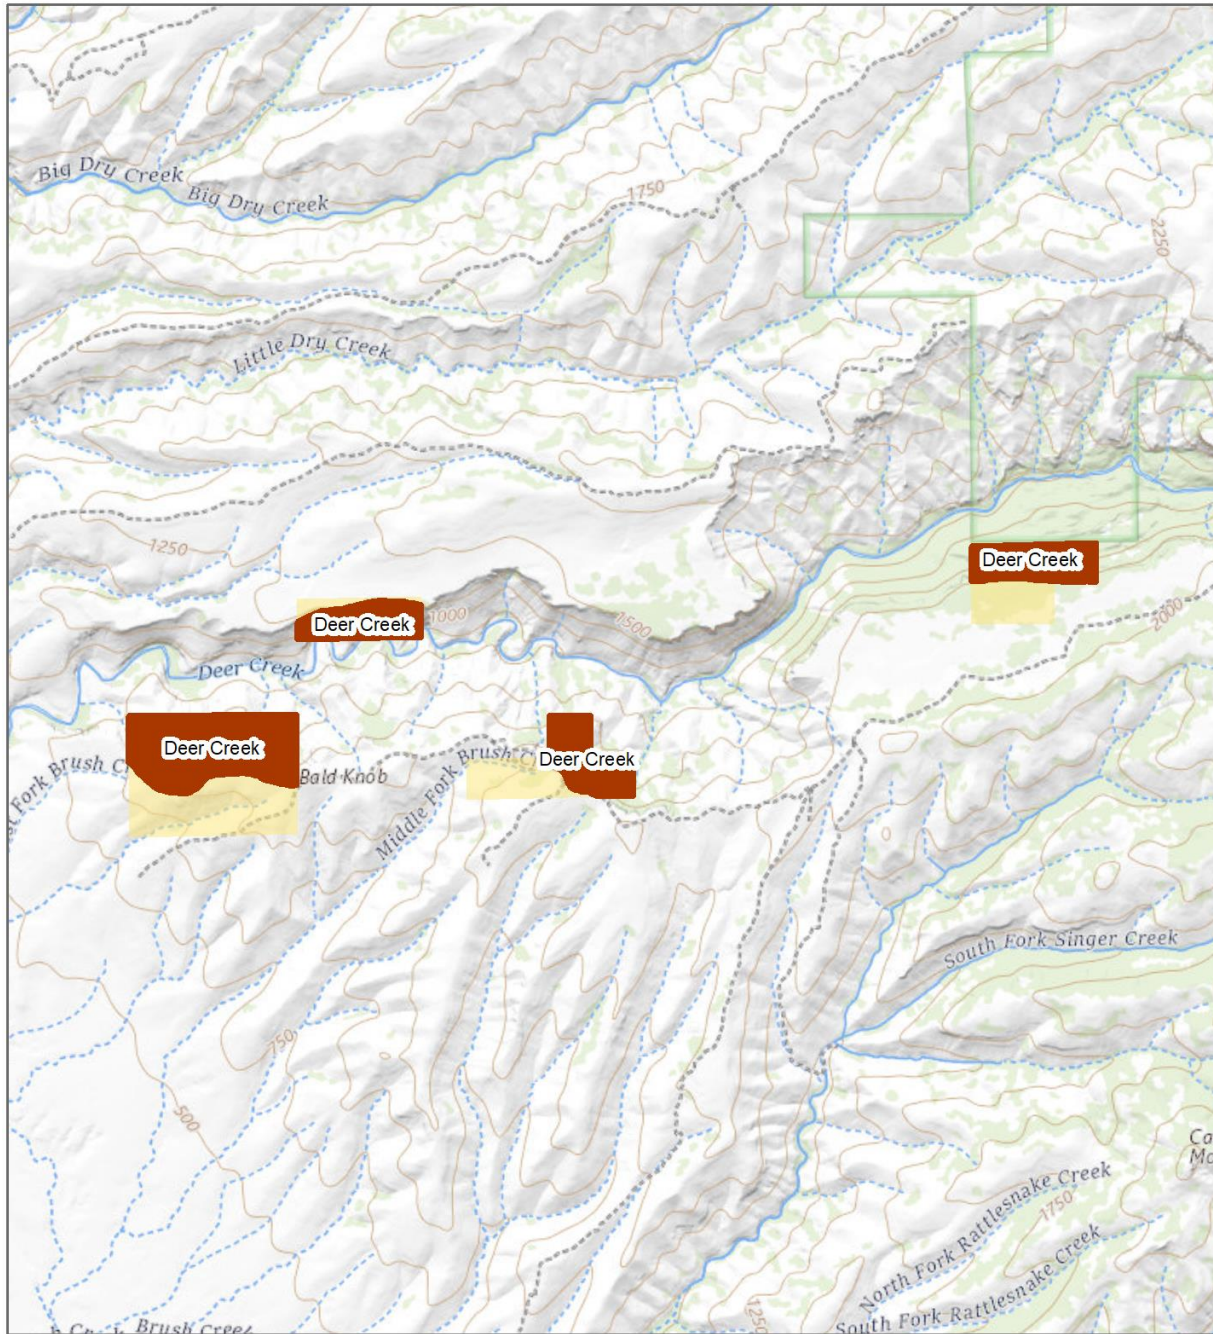 Big Dry Creek
Big Dry Creek
1750
2250
Little Dry Creek
1250
Deer Creek
Deer Creek
1000
1500
2000
Deer Creek
Deer Creek
Deer Creek
Fork Brush
Bald Knob
Middle Fork Brush
South Fork Singer Creek
750
500
North Fork Rattlesnake Creek
1750
South Fork Rattlesnake Creek
1250
Brush Creek